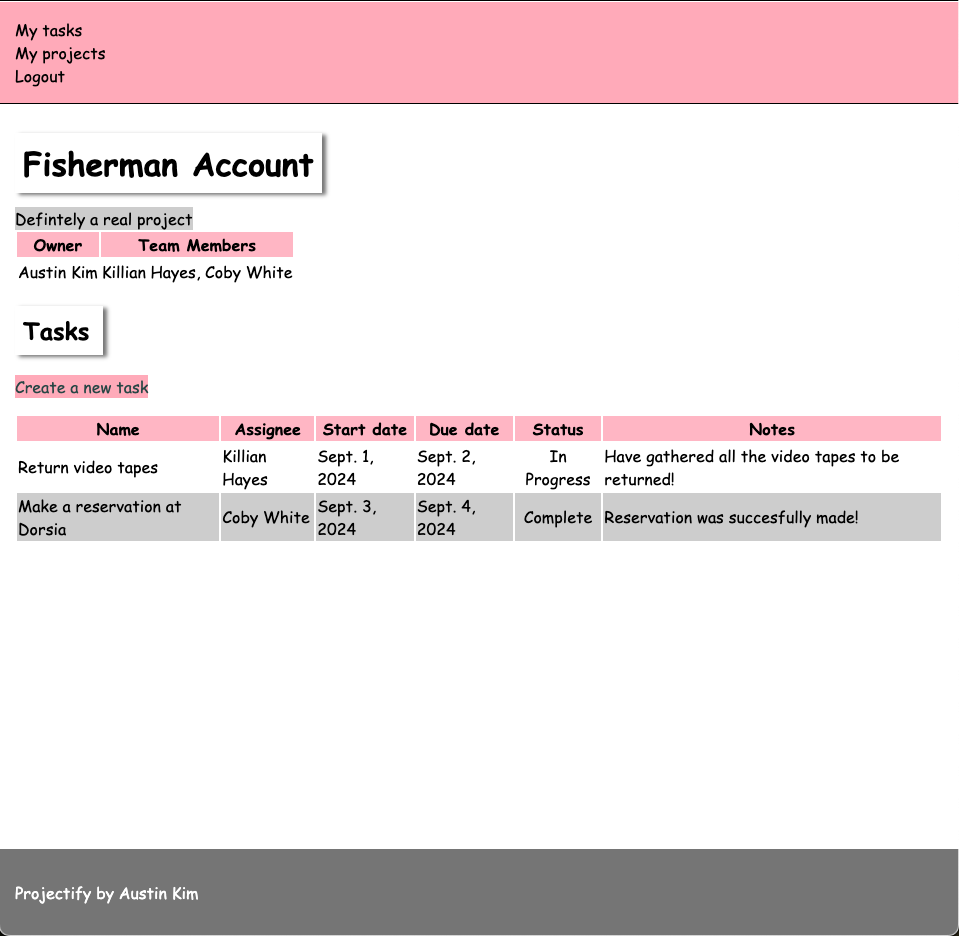 My tasks
My projects
Logout
Fisherman Account
Defintely a real project
Owner Team Members
Austin Kim Killian Hayes, Coby White
Tasks
Create a new task
Name Assignee Start date Due date Status Notes
Return video tapes Killian Hayes Sept. 1, 2024 Sept. 2, 2024 In Progress Have gathered all the video tapes to be returned!
Make a reservation at Dorsia Coby White Sept. 3, 2024 Sept. 4, 2024 Complete Reservation was succesfully made!
Projectify by Austin Kim